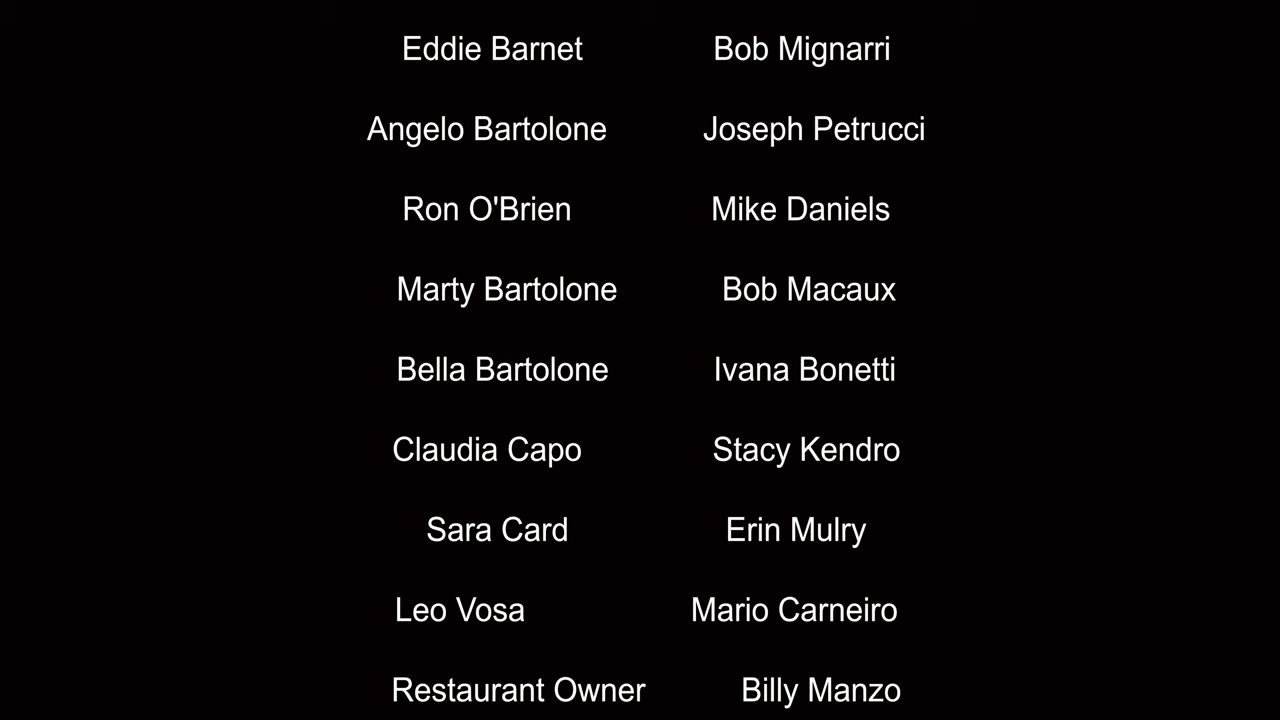 Eddie Barnet Bob Mignarri
Angelo Bartolone Joseph Petrucci
Ron O'Brien Mike Daniels
Marty Bartolone Bob Macaux
Bella Bartolone Ivana Bonetti
Claudia Capo Stacy Kendro
Sara Card Erin Mulry
Leo Vosa Mario Carneiro
Restaurant Owner Billy Manzo